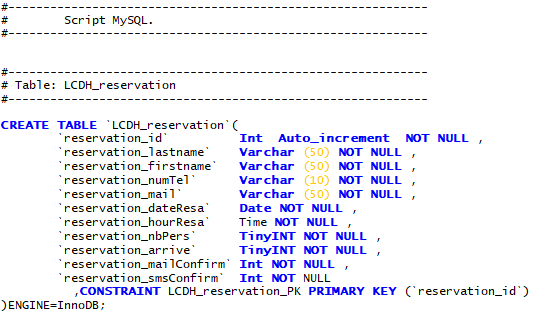 #------------------------------------------------------------
#        Script MySQL.
#------------------------------------------------------------
#------------------------------------------------------------
# Table: LCDH_reservation
#------------------------------------------------------------
CREATE TABLE `LCDH_reservation`(
        `reservation_id`          Int  Auto_increment  NOT NULL ,
        `reservation_lastname`    Varchar (50) NOT NULL ,
        `reservation_firstname`   Varchar (50) NOT NULL ,
        `reservation_numTel`      Varchar (10) NOT NULL ,
        `reservation_mail`        Varchar (50) NOT NULL ,
        `reservation_dateResa`    Date NOT NULL ,
        `reservation_hourResa`    Time NOT NULL ,
        `reservation_nbPers`      TinyINT NOT NULL ,
        `reservation_arrive`      TinyINT NOT NULL ,
        `reservation_mailConfirm` Int NOT NULL ,
        `reservation_smsConfirm`  Int NOT NULL
          ,CONSTRAINT LCDH_reservation_PK PRIMARY KEY (`reservation_id`)
)ENGINE=InnoDB;